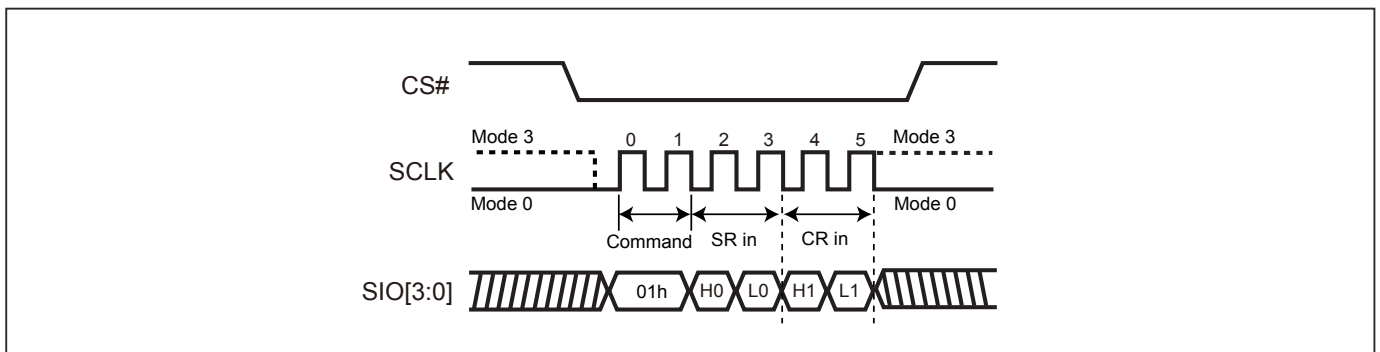 CS#
Mode 3 0 1 2 3 4 5 Mode 3
SCLK
Mode 0 Mode 0
Command SR in CR in
SIO[3:0] 01h H0 L0 H1 L1